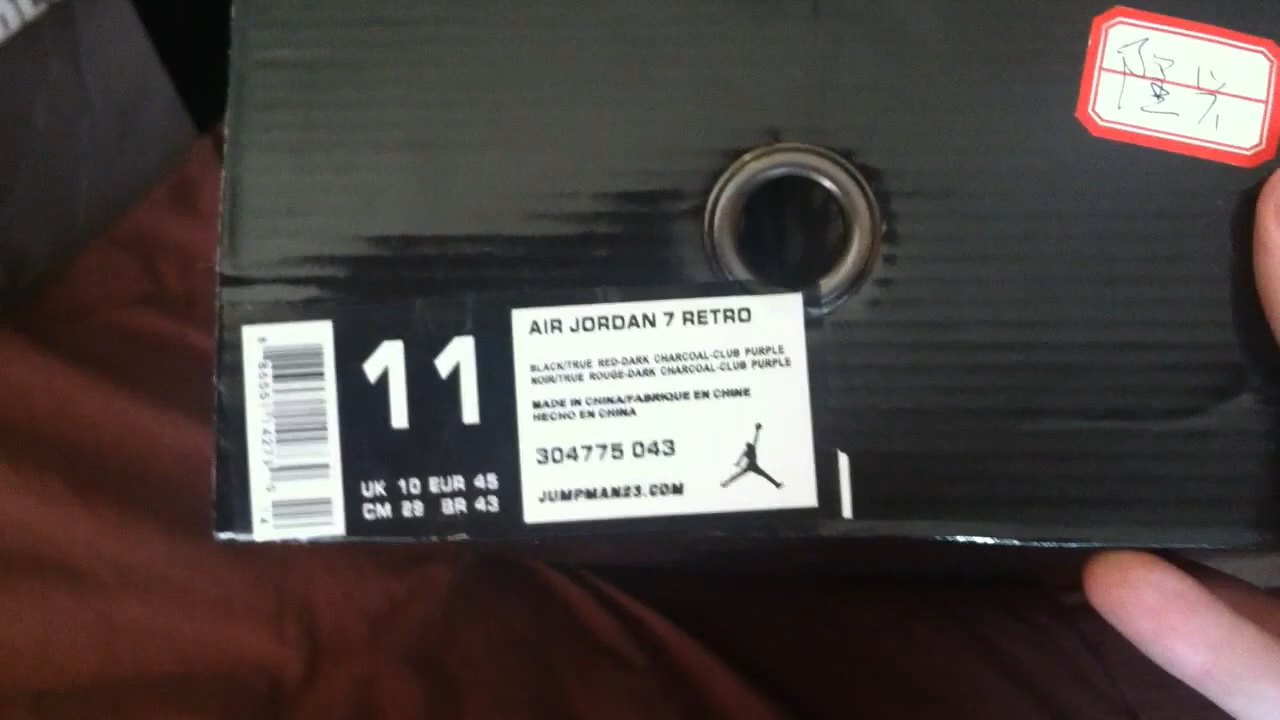 AIR JORDAN 7 RETRO
BLACK/TRUE RED-DARK CHARCOAL-CLUB PURPLE
NOIR/TRUE ROUGE-DARK CHARCOAL-CLUB PURPLE
MADE IN CHINA/FABRIQUE EN CHINE
HECHO EN CHINA
304775 043
JUMPMAN23.COM
11
UK 10 EUR 45
CM 29 BR 43